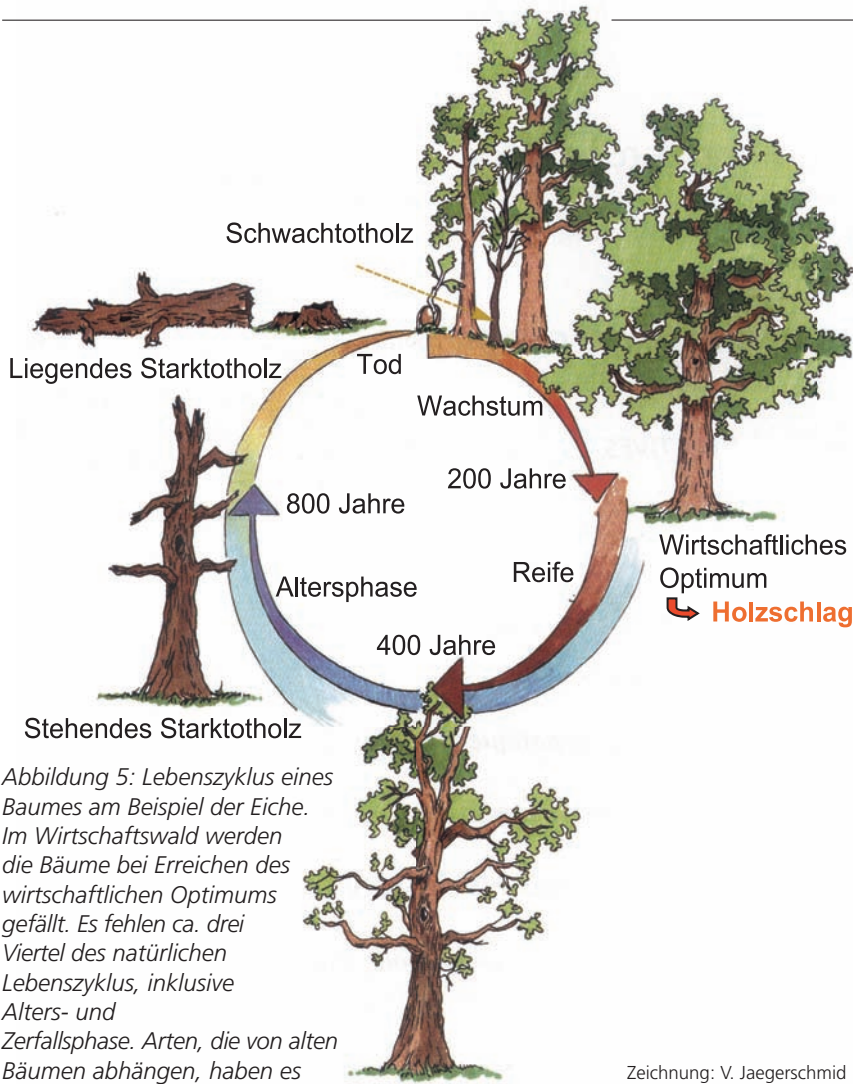 Schwachtotholz
Liegendes Starktotholz
Tod
Wachstum
200 Jahre
800 Jahre
Wirtschaftliches
Optimum
Holzschlag
Reife
Altersphase
400 Jahre
Stehendes Starktotholz
Abbildung 5: Lebenszyklus eines
Baumes am Beispiel der Eiche.
Im Wirtschaftswald werden
die Bäume bei Erreichen des
wirtschaftlichen Optimums
gefällt. Es fehlen ca. drei
Viertel des natürlichen
Lebenszyklus, inklusive
Alters- und
Zerfallsphase. Arten, die von alten
Bäumen abhängen, haben es
Zeichnung: V. Jaegerschmid